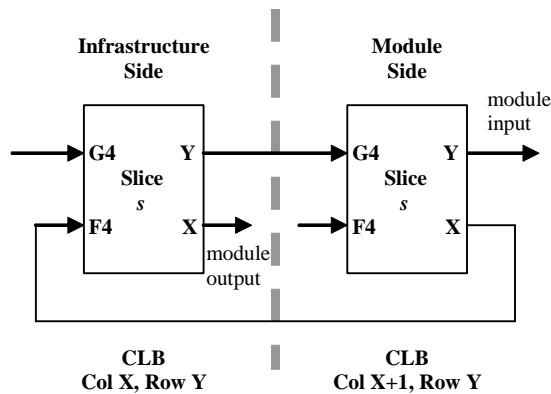 Infrastructure
Side
Module
Side
module
input
G4
Y
Slice
s
F4
X
module
output
G4
Y
Slice
s
F4
X
CLB
Col X, Row Y
CLB
Col X+1, Row Y